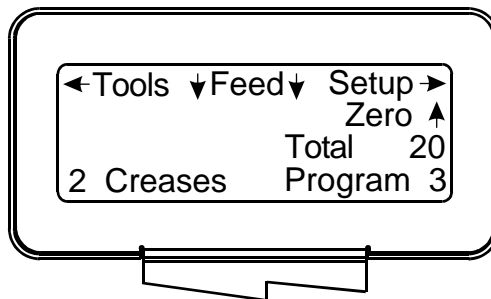 ←Tools ↓Feed↓ Setup→
Zero ↑
Total 20
2 Creases Program 3